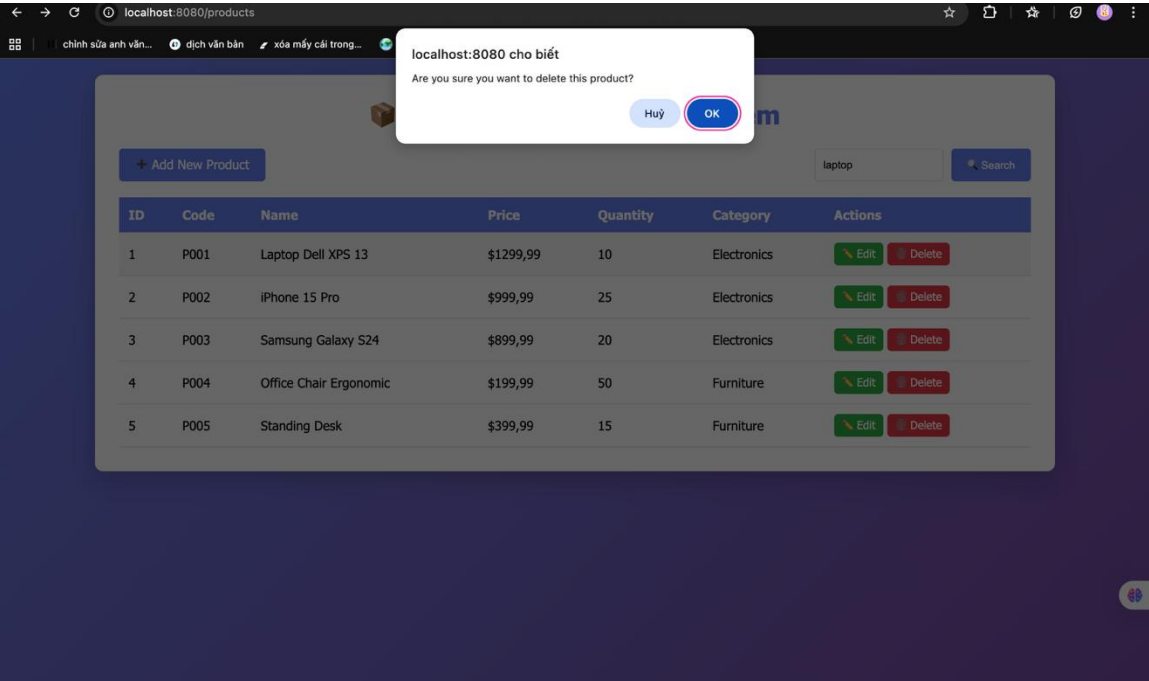 localhost:8080/products
chỉnh sửa anh văn... dịch văn bản xóa mấy cái trong...
localhost:8080 cho biết
Are you sure you want to delete this product?
Huỷ OK
Add New Product laptop Search
ID Code Name Price Quantity Category Actions
1 P001 Laptop Dell XPS 13 $1299,99 10 Electronics Edit Delete
2 P002 iPhone 15 Pro $999,99 25 Electronics Edit Delete
3 P003 Samsung Galaxy S24 $899,99 20 Electronics Edit Delete
4 P004 Office Chair Ergonomic $199,99 50 Furniture Edit Delete
5 P005 Standing Desk $399,99 15 Furniture Edit Delete